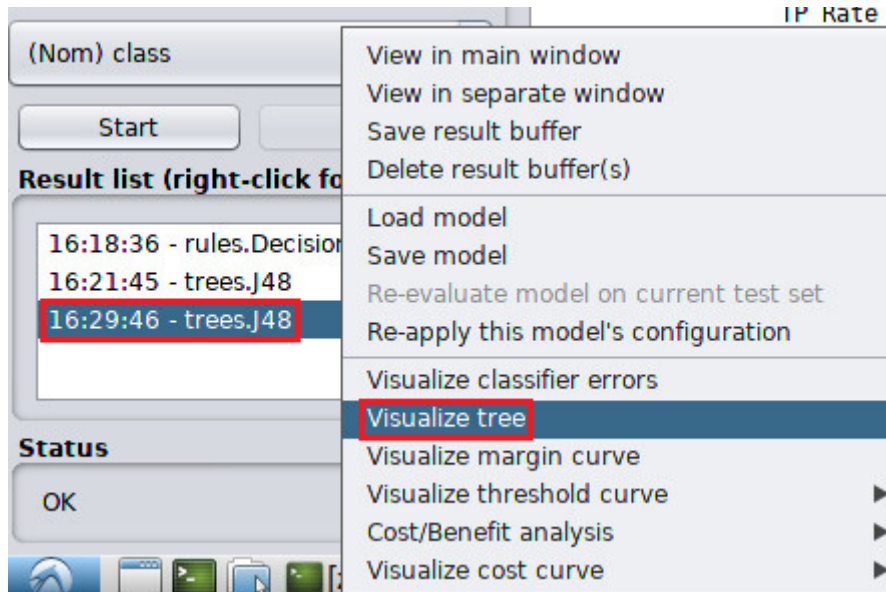 TP Rate
(Nom) class
Start
Result list (right-click fo
16:18:36 - rules.Decision
16:21:45 - trees.J48
16:29:46 - trees.J48
Status
OK
View in main window
View in separate window
Save result buffer
Delete result buffer(s)
Load model
Save model
Re-evaluate model on current test set
Re-apply this model's configuration
Visualize classifier errors
Visualize tree
Visualize margin curve
Visualize threshold curve
Cost/Benefit analysis
Visualize cost curve